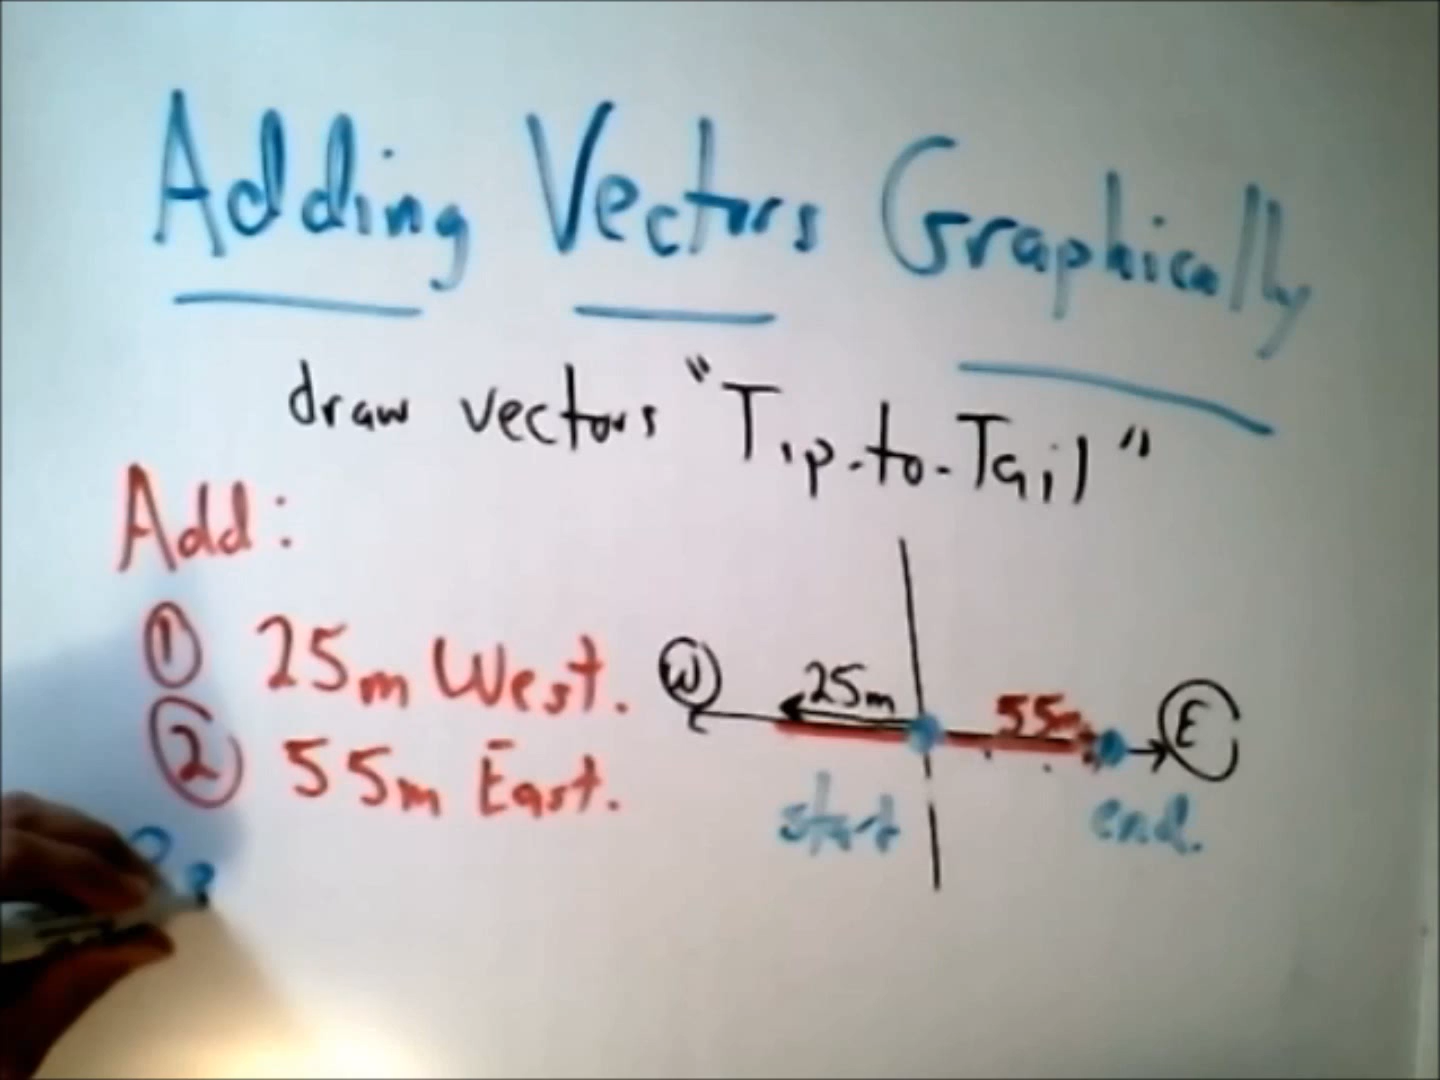 Adding Vectors Graphically
draw vectors "Tip-to-Tail"
Add:
① 25m West.
② 55m East.
W 25m 55m E
start end.